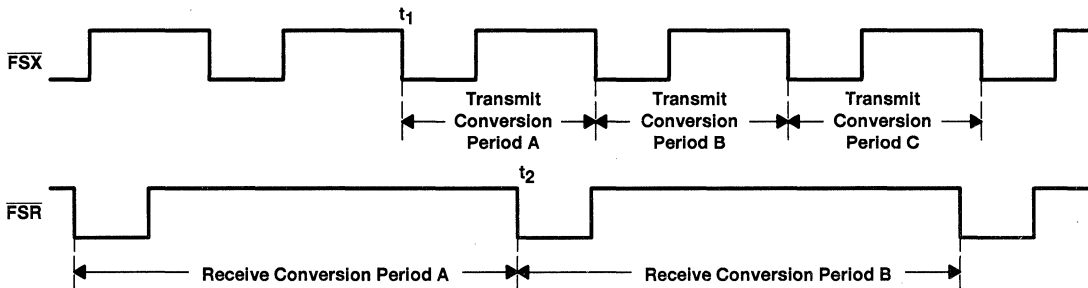 t1
FSX
Transmit
Conversion
Period A
Transmit
Conversion
Period B
Transmit
Conversion
Period C
t2
FSR
Receive Conversion Period A
Receive Conversion Period B